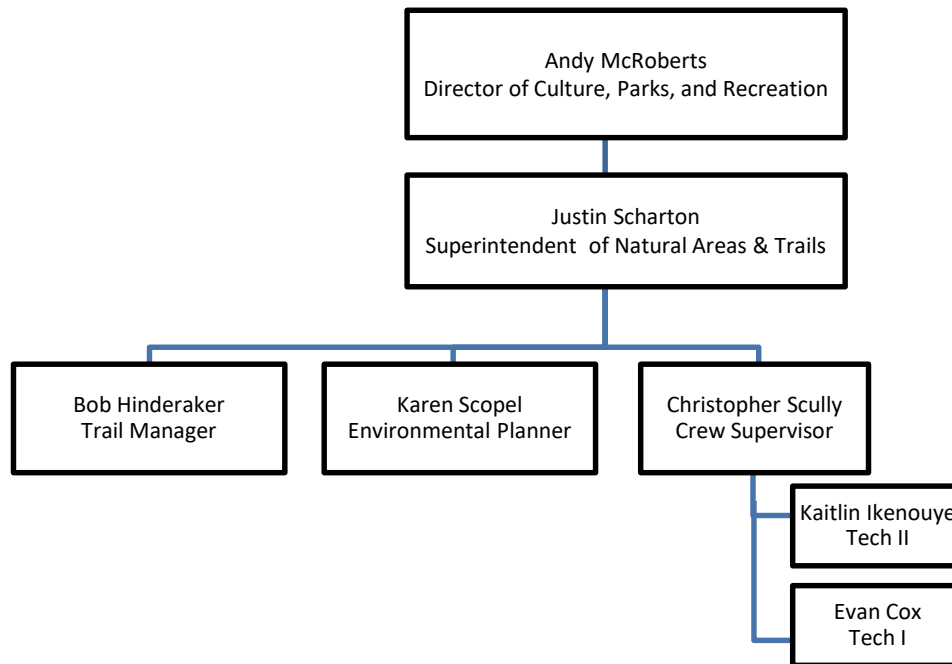 Andy McRoberts
Director of Culture, Parks, and Recreation
Justin Scharton
Superintendent  of Natural Areas & Trails
Bob Hinderaker
Trail Manager
Karen Scopel
Environmental Planner
Christopher Scully
Crew Supervisor
Kaitlin Ikenouye
Tech II
Evan Cox
Tech I